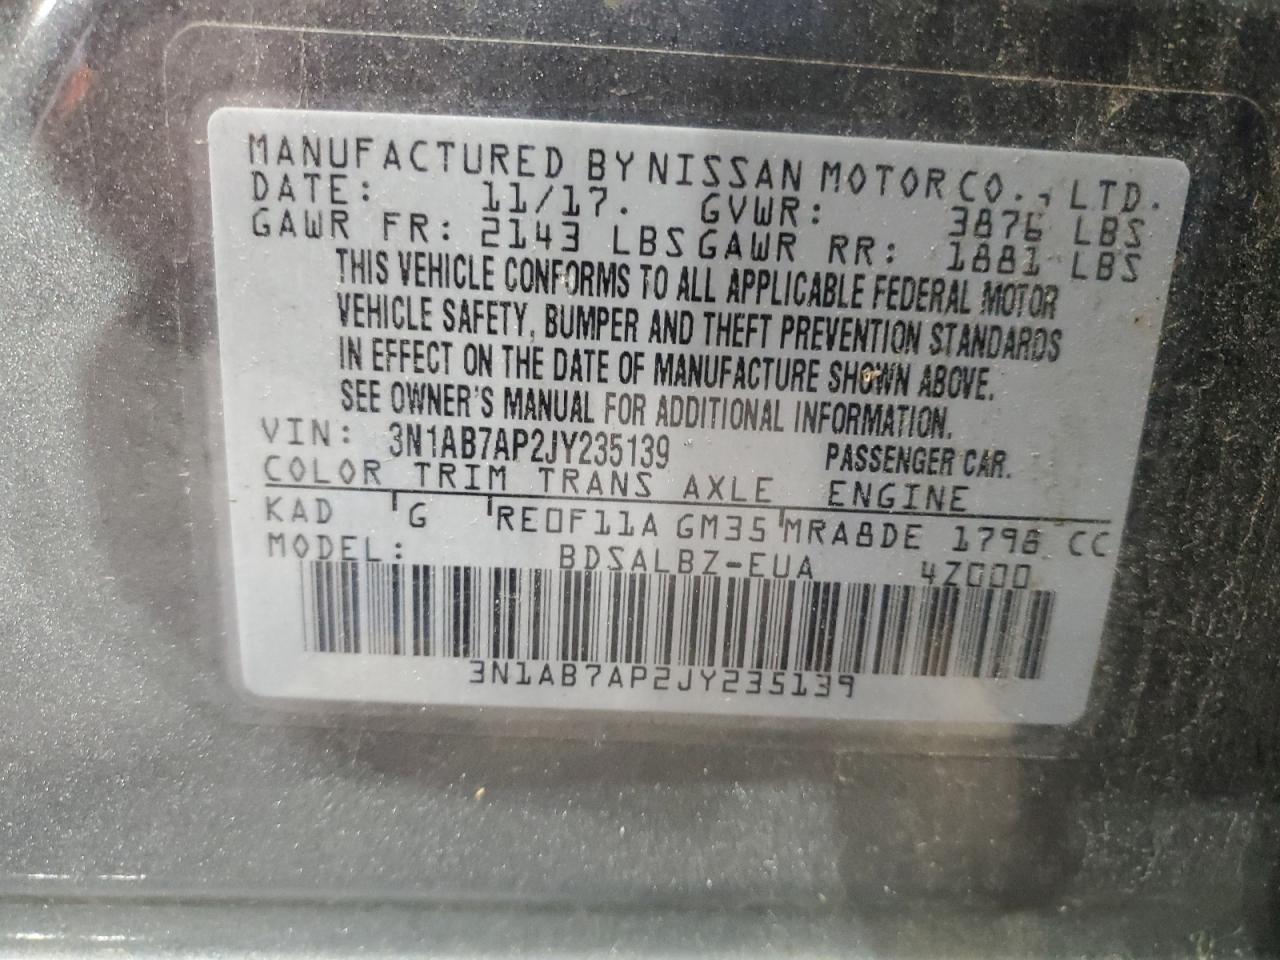 MANUFACTURED BY NISSAN MOTOR CO., LTD.
DATE: 11/17. GVWR: 3876 LBS
GAWR FR: 2143 LBS GAWR RR: 1881 LBS
THIS VEHICLE CONFORMS TO ALL APPLICABLE FEDERAL MOTOR
VEHICLE SAFETY, BUMPER AND THEFT PREVENTION STANDARDS
IN EFFECT ON THE DATE OF MANUFACTURE SHOWN ABOVE.
SEE OWNER'S MANUAL FOR ADDITIONAL INFORMATION.
VIN: 3N1AB7AP2JY235139 PASSENGER CAR.
COLOR TRIM TRANS AXLE ENGINE
KAD G RE0F11A GM35 MRA8DE 1798 CC
MODEL: BDSALBZ-EUA 4Z000
3N1AB7AP2JY235139